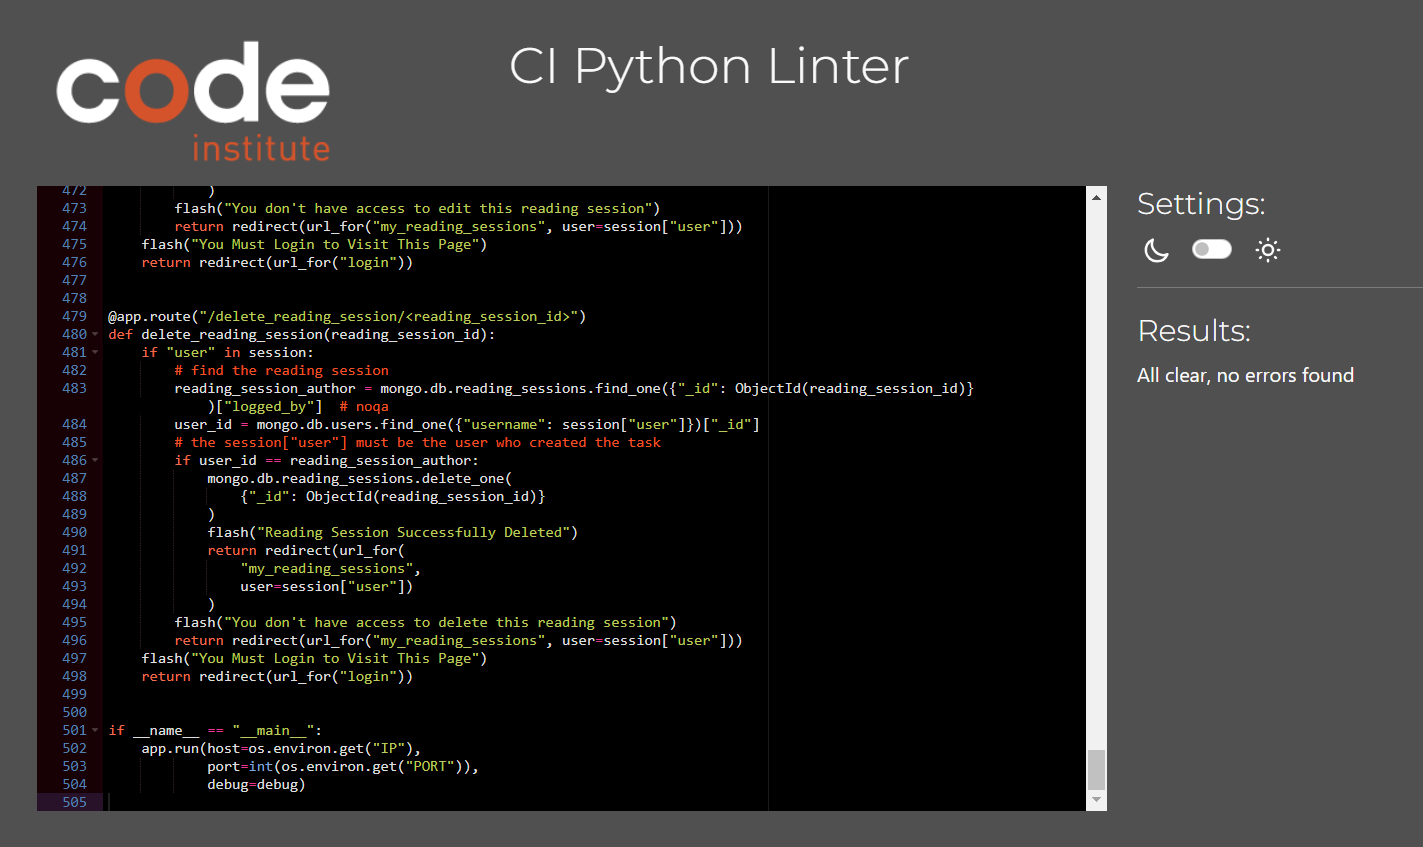 code
institute
CI Python Linter
472                )
473            flash("You don't have access to edit this reading session")
474            return redirect(url_for("my_reading_sessions", user=session["user"]))
475        flash("You Must Login to Visit This Page")
476        return redirect(url_for("login"))
477
478
479    @app.route("/delete_reading_session/<reading_session_id>")
480    def delete_reading_session(reading_session_id):
481        if "user" in session:
482            # find the reading session
483            reading_session_author = mongo.db.reading_sessions.find_one({"_id": ObjectId(reading_session_id)}
                )["logged_by"]  # noqa
484            user_id = mongo.db.users.find_one({"username": session["user"]})["_id"]
485            # the session["user"] must be the user who created the task
486            if user_id == reading_session_author:
487                mongo.db.reading_sessions.delete_one(
488                    {"_id": ObjectId(reading_session_id)}
489                )
490                flash("Reading Session Successfully Deleted")
491                return redirect(url_for(
492                    "my_reading_sessions",
493                    user=session["user"])
494                )
495            flash("You don't have access to delete this reading session")
496            return redirect(url_for("my_reading_sessions", user=session["user"]))
497        flash("You Must Login to Visit This Page")
498        return redirect(url_for("login"))
499
500
501    if __name__ == "__main__":
502        app.run(host=os.environ.get("IP"),
503                port=int(os.environ.get("PORT")),
504                debug=debug)
505
Settings:
Results:
All clear, no errors found